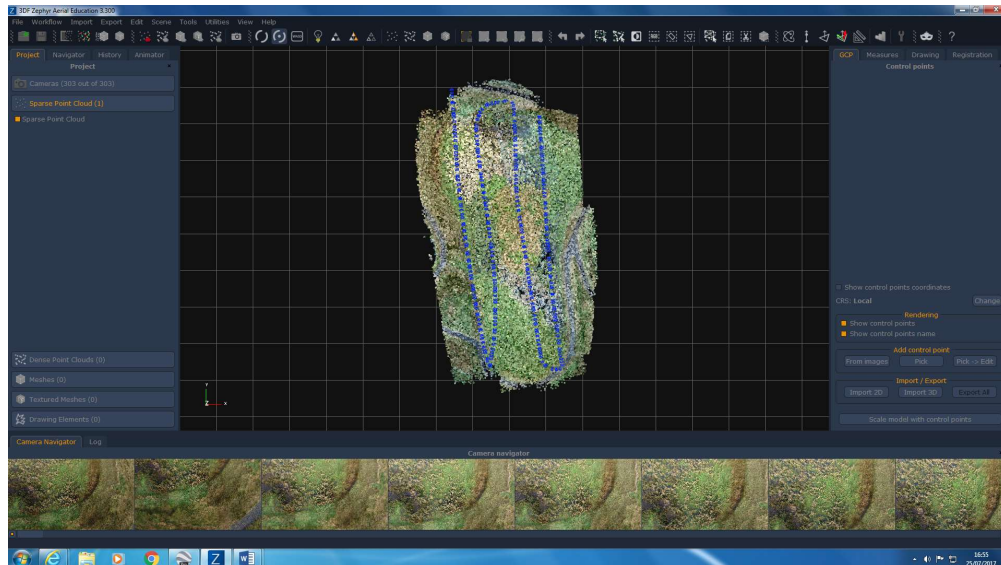 3DF Zephyr Aerial Education 3.300
File Workflow Import Export Edit Scene Tools Utilities View Help
Project Navigator History Animator
Project
Cameras (303 out of 303)
Sparse Point Cloud (1)
Sparse Point Cloud
Dense Point Clouds (0)
Meshes (0)
Textured Meshes (0)
Drawing Elements (0)
Y
Z X
GCP Measures Drawing Registration
Control points
Show control points coordinates
CRS: Local Change
Rendering
Show control points
Show control points name
Add control point
From images Pick Pick -> Edit
Import / Export
Import 2D Import 3D Export All
Scale model with control points
Camera Navigator Log
Camera navigator
16:55
25/07/2017